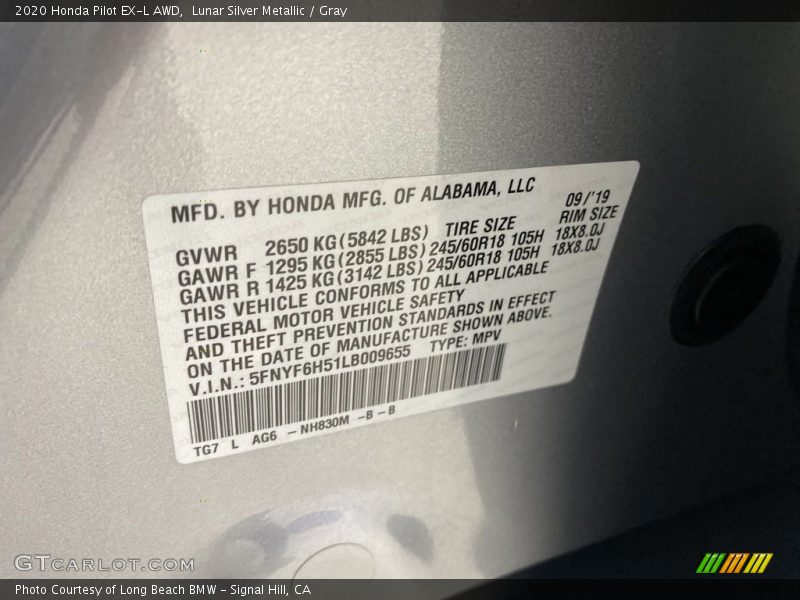 2020 Honda Pilot EX-L AWD,  Lunar Silver Metallic / Gray
MFD. BY HONDA MFG. OF ALABAMA, LLC
09/'19
GVWR 2650 KG(5842 LBS) TIRE SIZE RIM SIZE
GAWR F 1295 KG(2855 LBS) 245/60R18 105H 18X8.0J
GAWR R 1425 KG(3142 LBS) 245/60R18 105H 18X8.0J
THIS VEHICLE CONFORMS TO ALL APPLICABLE
FEDERAL MOTOR VEHICLE SAFETY
AND THEFT PREVENTION STANDARDS IN EFFECT
ON THE DATE OF MANUFACTURE SHOWN ABOVE.
V.I.N.: 5FNYF6H51LB009655 TYPE: MPV
TG7 L AG6 -NH830M -B-B
GTCARLOT.COM
Photo Courtesy of Long Beach BMW - Signal Hill, CA